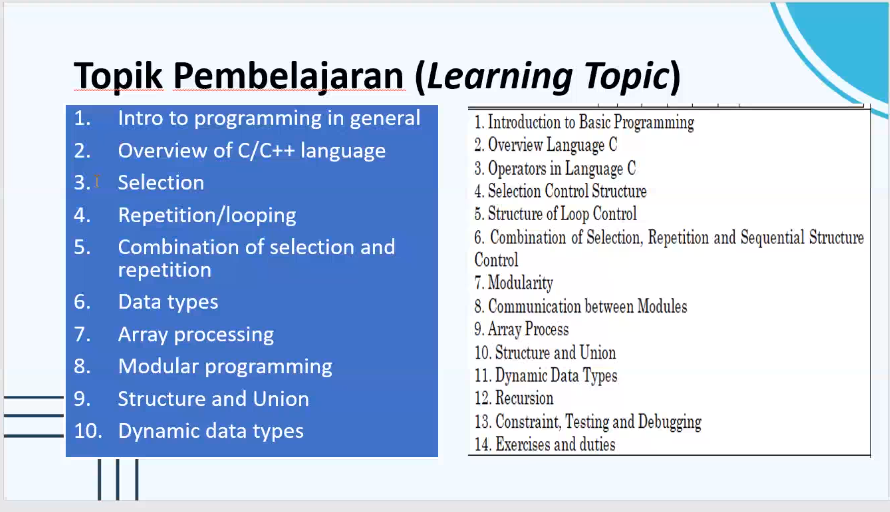 Topik Pembelajaran (Learning Topic)
1. Intro to programming in general
2. Overview of C/C++ language
3. Selection
4. Repetition/looping
5. Combination of selection and
repetition
6. Data types
7. Array processing
8. Modular programming
9. Structure and Union
10. Dynamic data types
1. Introduction to Basic Programming
2. Overview Language C
3. Operators in Language C
4. Selection Control Structure
5. Structure of Loop Control
6. Combination of Selection, Repetition and Sequential Structure
Control
7. Modularity
8. Communication between Modules
9. Array Process
10. Structure and Union
11. Dynamic Data Types
12. Recursion
13. Constraint, Testing and Debugging
14. Exercises and duties